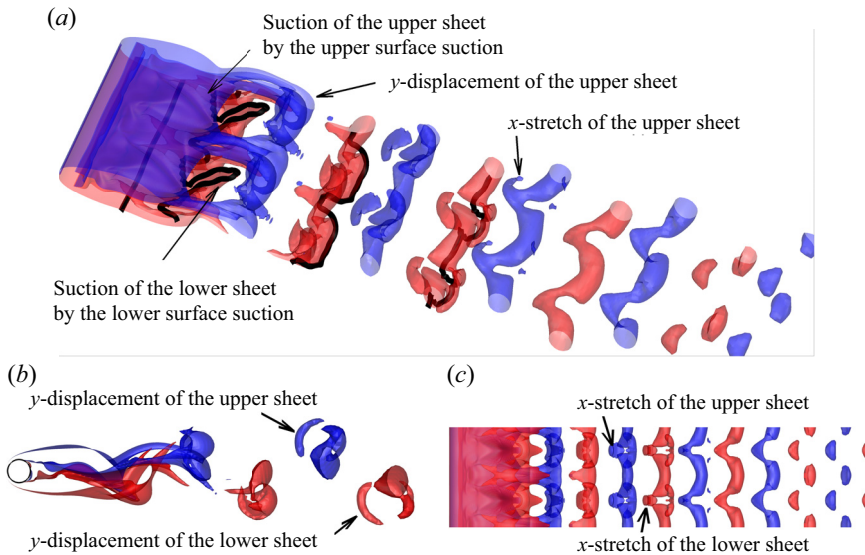 (a)
Suction of the upper sheet
by the upper surface suction
y-displacement of the upper sheet
x-stretch of the upper sheet
Suction of the lower sheet
by the lower surface suction
(b)
y-displacement of the upper sheet
y-displacement of the lower sheet
(c)
x-stretch of the upper sheet
x-stretch of the lower sheet